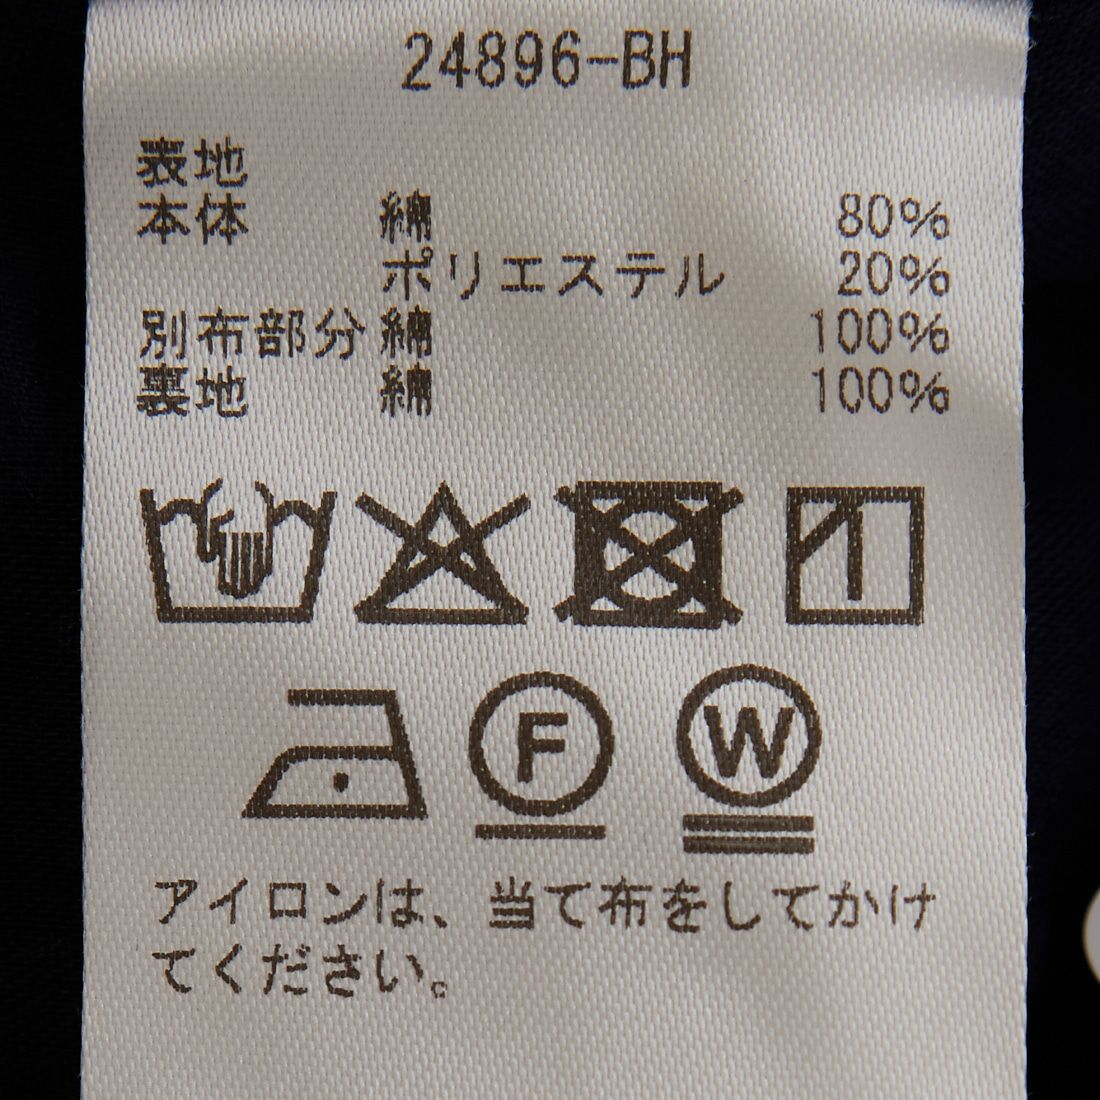 24896-BH
表地
本体 綿 80%
ポリエステル 20%
別布部分 綿 100%
裏地 綿 100%
F W
アイロンは、当て布をしてかけ
てください。